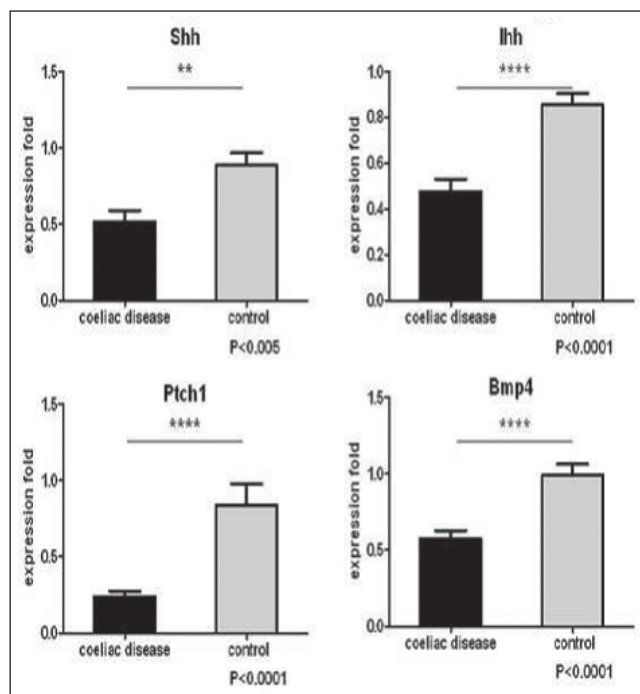 Shh
**
expression fold
1.5
1.0
0.5
0.0
coeliac disease control
P<0.005
Ihh
****
expression fold
1.0
0.8
0.6
0.4
0.2
0.0
coeliac disease control
P<0.0001
Ptch1
****
expression fold
1.5
1.0
0.5
0.0
coeliac disease control
P<0.0001
Bmp4
****
expression fold
1.5
1.0
0.5
0.0
coeliac disease control
P<0.0001